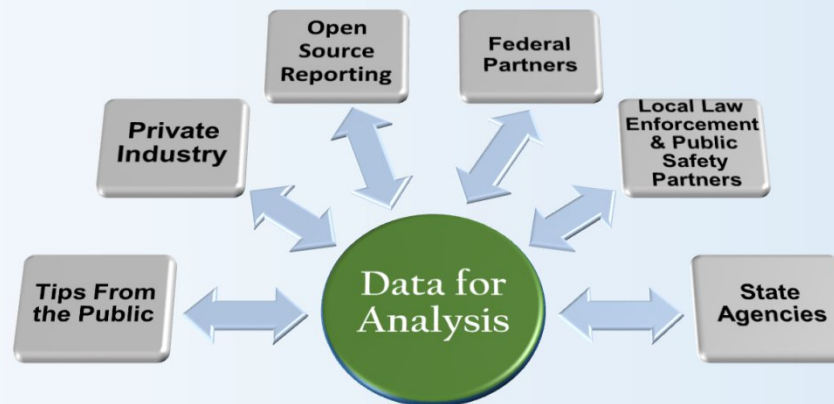 Open
Source
Reporting
Federal
Partners
Private
Industry
Local Law
Enforcement
& Public
Safety
Partners
Tips From
the Public
Data for
Analysis
State
Agencies